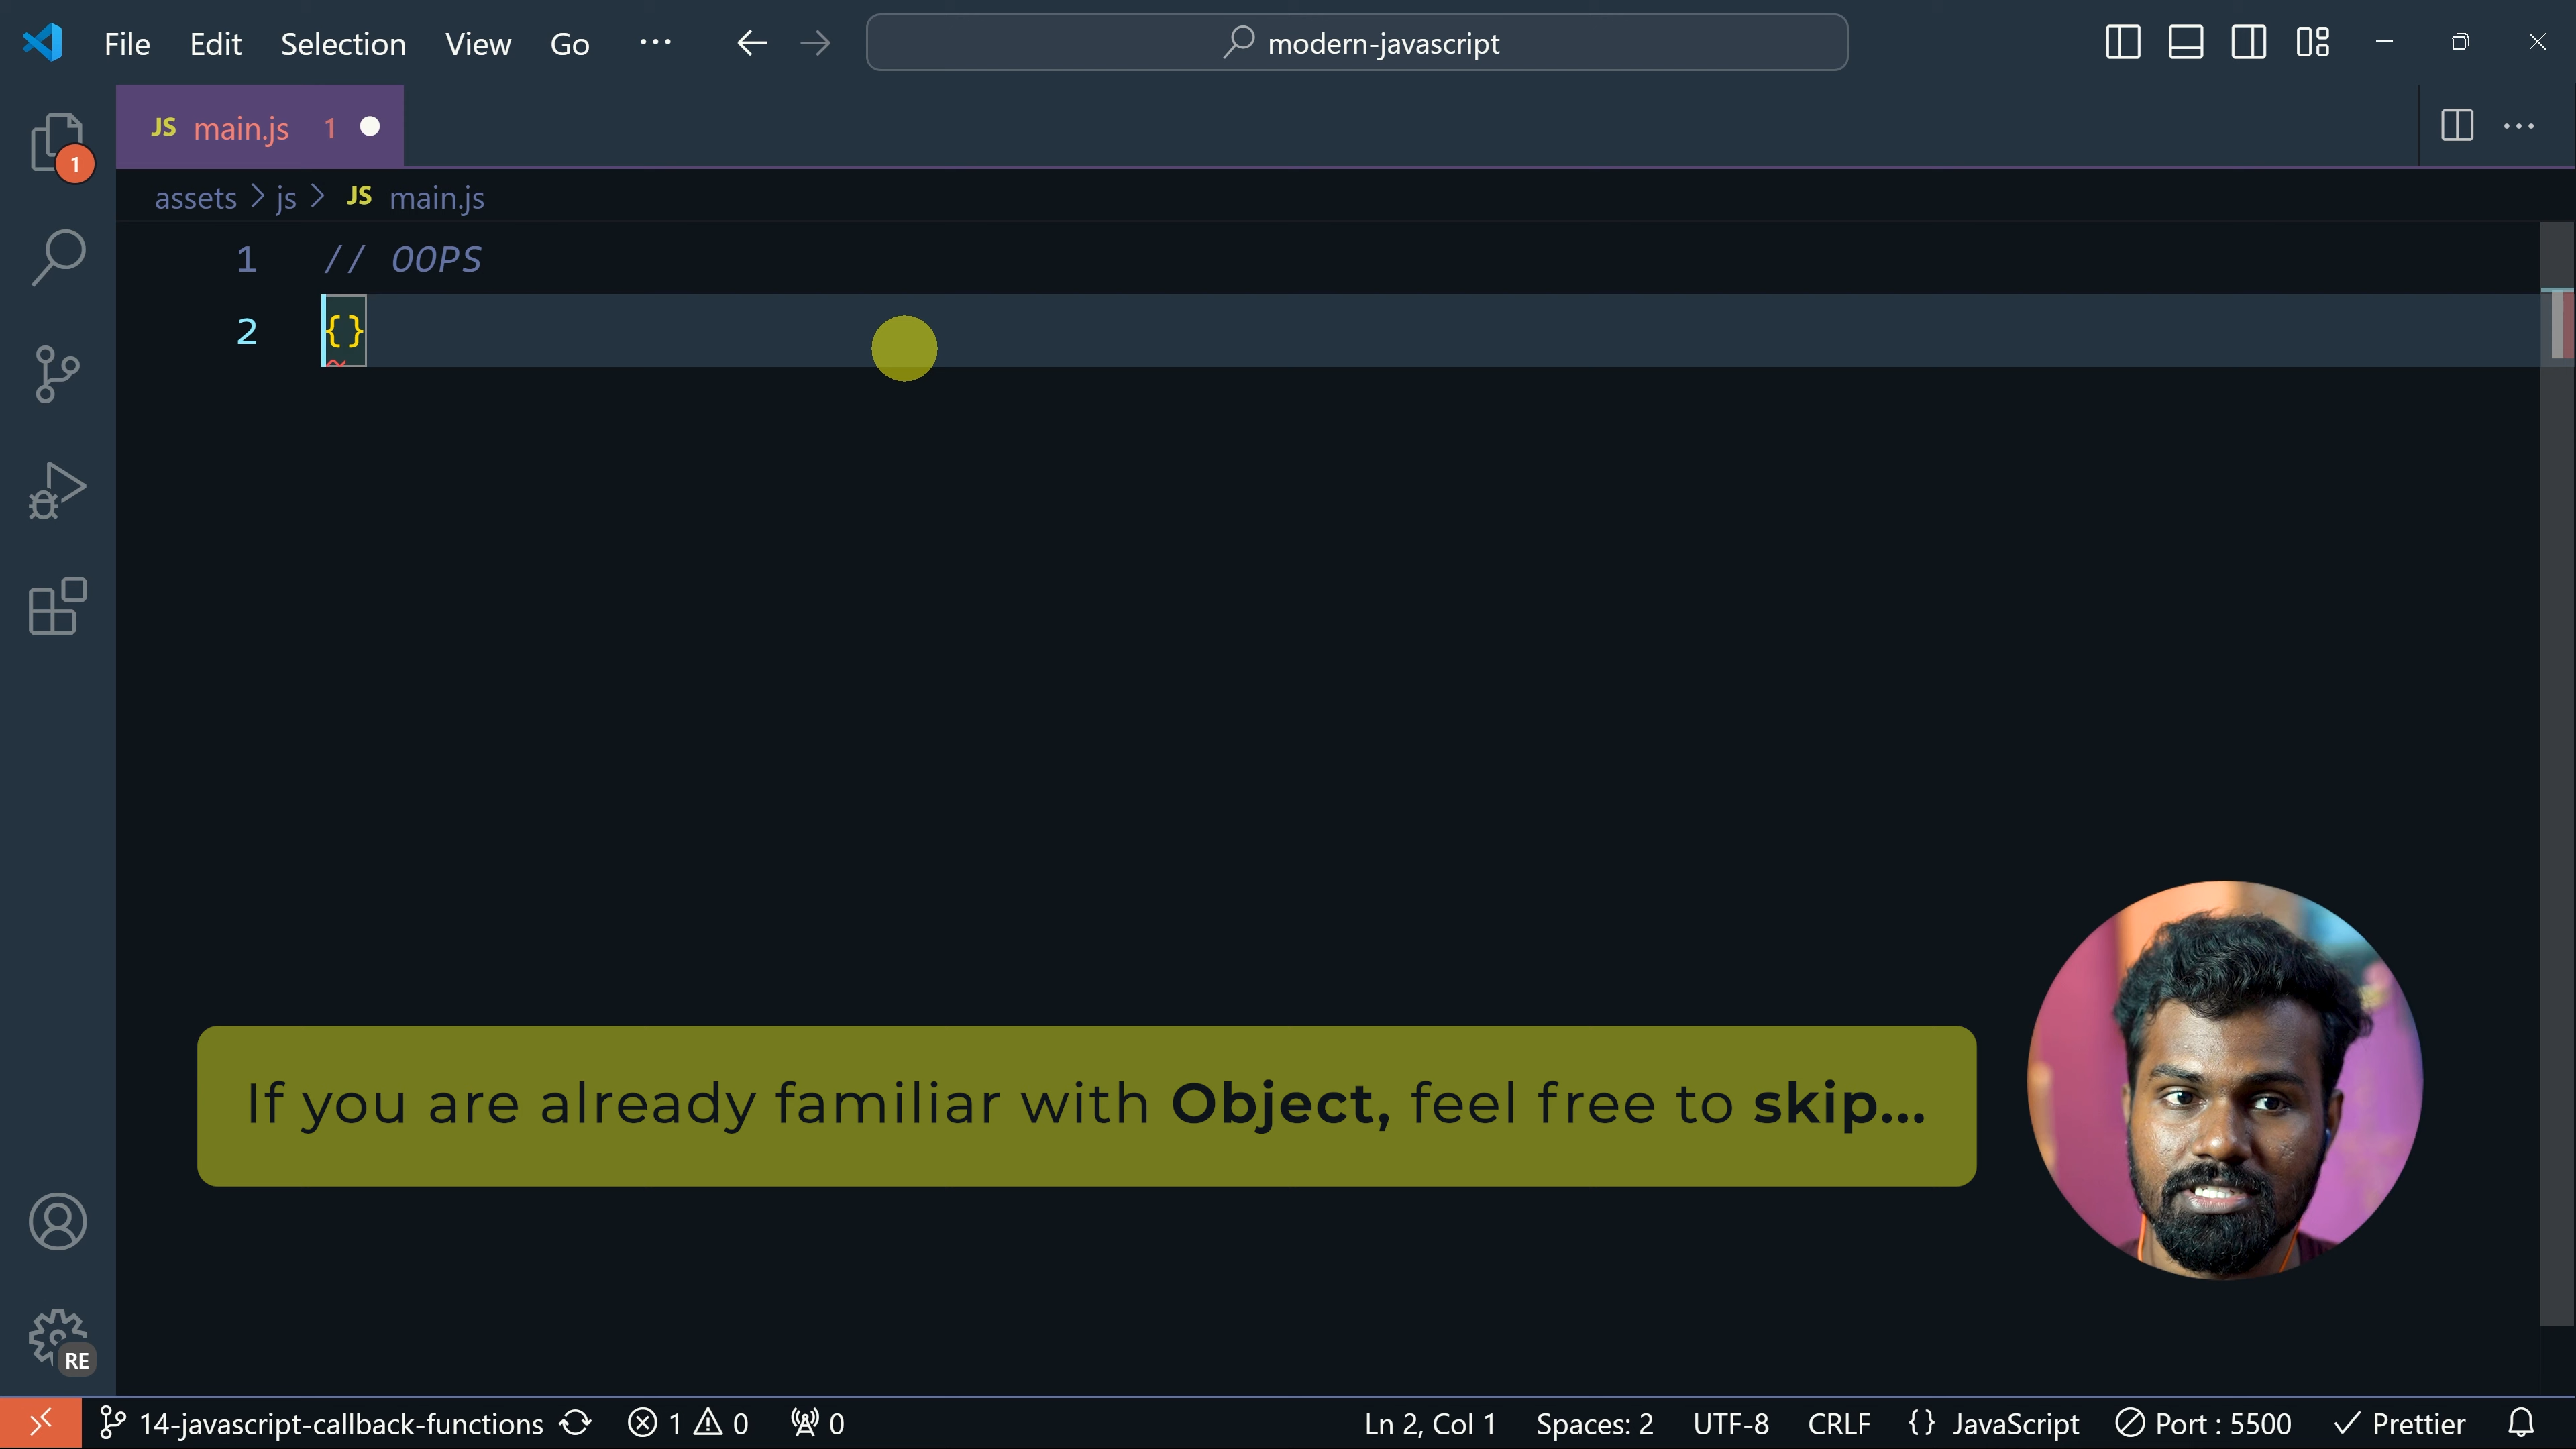 File Edit Selection View Go ··· modern-javascript
JS main.js 1
1
assets > js > JS main.js
1 // OOPS
2 {}
If you are already familiar with Object, feel free to skip...
RE
14-javascript-callback-functions 1 0 0 Ln 2, Col 1 Spaces: 2 UTF-8 CRLF {} JavaScript Port : 5500 Prettier